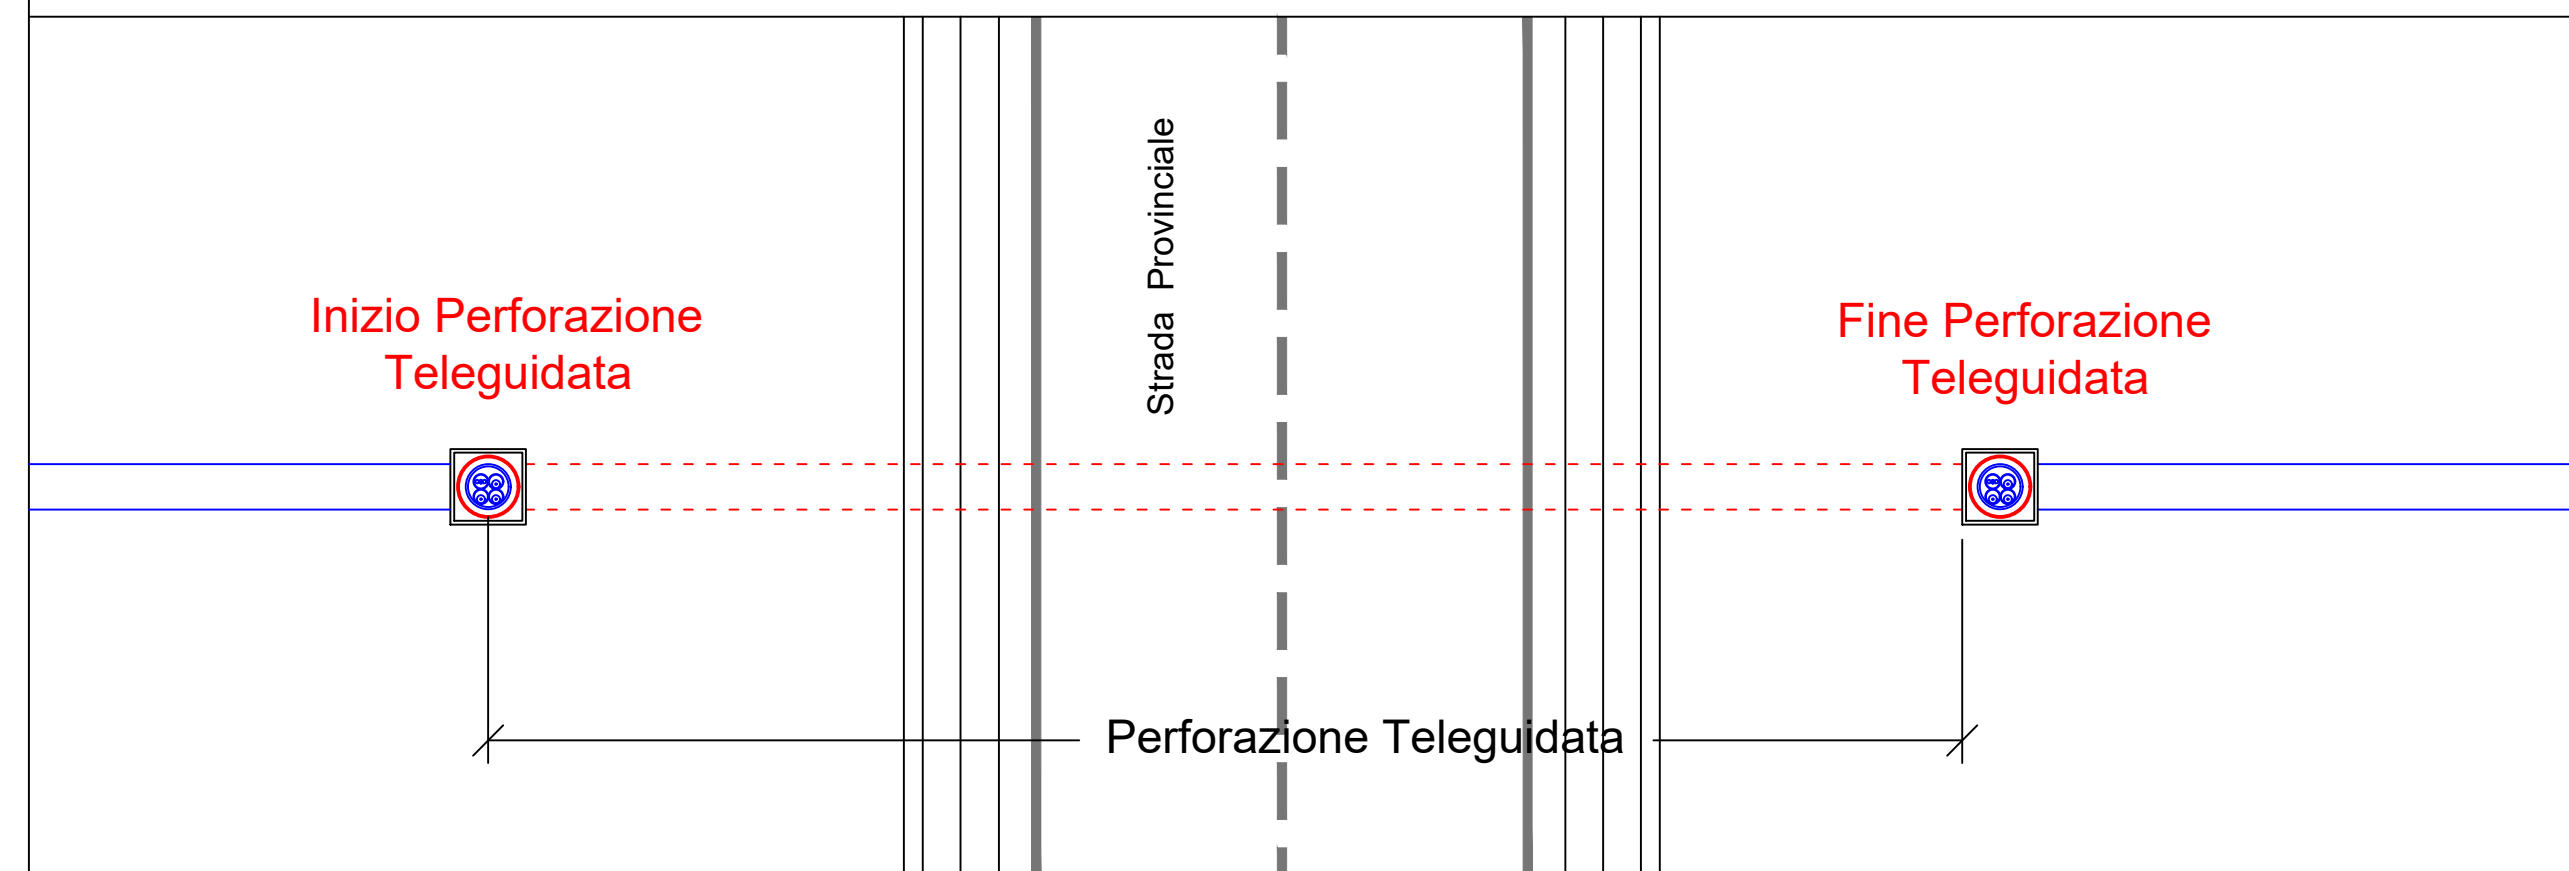 Strada Provinciale
Inizio Perforazione
Teleguidata
Fine Perforazione
Teleguidata
Perforazione Teleguidata